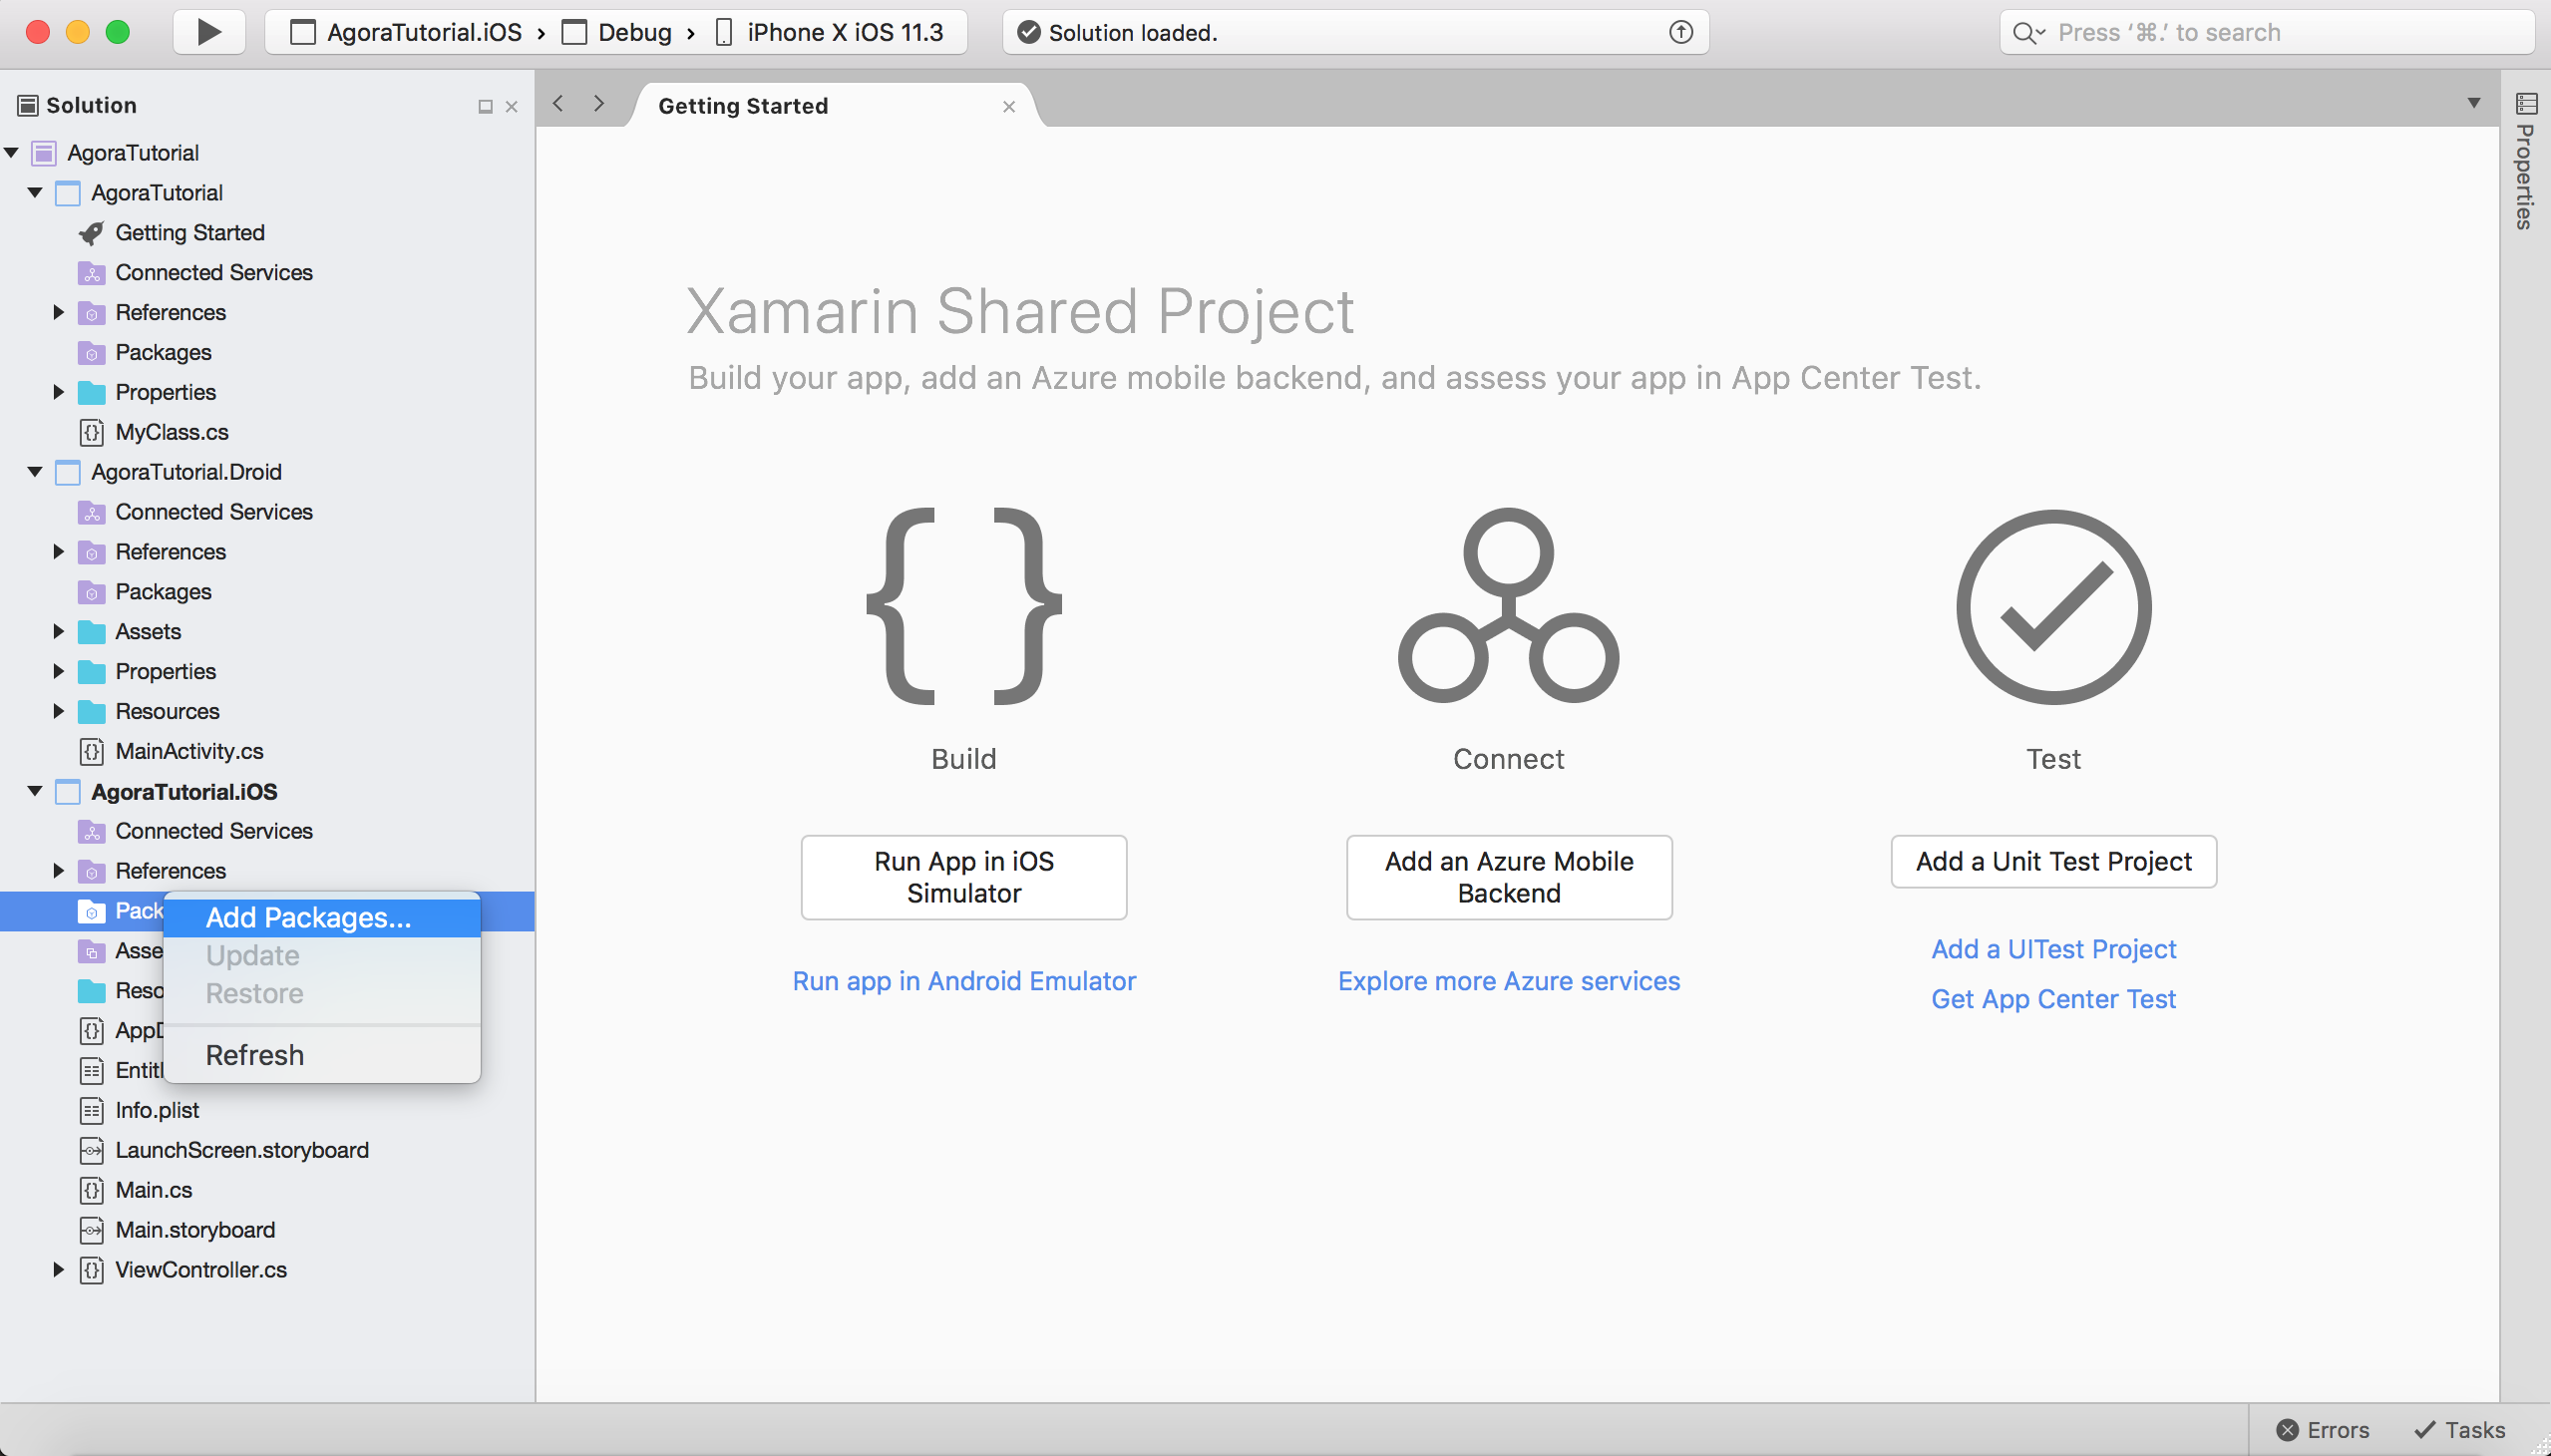 AgoraTutorial.iOS › Debug › iPhone X iOS 11.3
Solution loaded.
Press ‘⌘.’ to search
Solution
Getting Started
Properties
AgoraTutorial
AgoraTutorial
Getting Started
Connected Services
References
Packages
Properties
MyClass.cs
AgoraTutorial.Droid
Connected Services
References
Packages
Assets
Properties
Resources
MainActivity.cs
AgoraTutorial.iOS
Connected Services
References
Pack
Asse
Reso
AppD
Entitl
Info.plist
LaunchScreen.storyboard
Main.cs
Main.storyboard
ViewController.cs
Add Packages...
Update
Restore
Refresh
Xamarin Shared Project
Build your app, add an Azure mobile backend, and assess your app in App Center Test.
{ }
Build
Run App in iOS
Simulator
Run app in Android Emulator
Connect
Add an Azure Mobile
Backend
Explore more Azure services
Test
Add a Unit Test Project
Add a UITest Project
Get App Center Test
Errors
Tasks